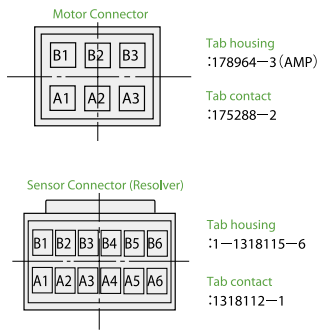 Motor Connector
B1 B2 B3
A1 A2 A3
Tab housing
:178964−3(AMP)
Tab contact
:175288−2
Sensor Connector (Resolver)
B1 B2 B3 B4 B5 B6
A1 A2 A3 A4 A5 A6
Tab housing
:1−1318115−6
Tab contact
:1318112−1